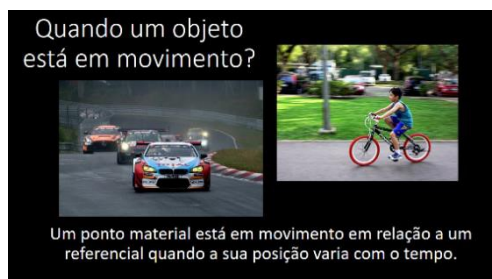 Quando um objeto
está em movimento?
Um ponto material está em movimento em relação a um
referencial quando a sua posição varia com o tempo.